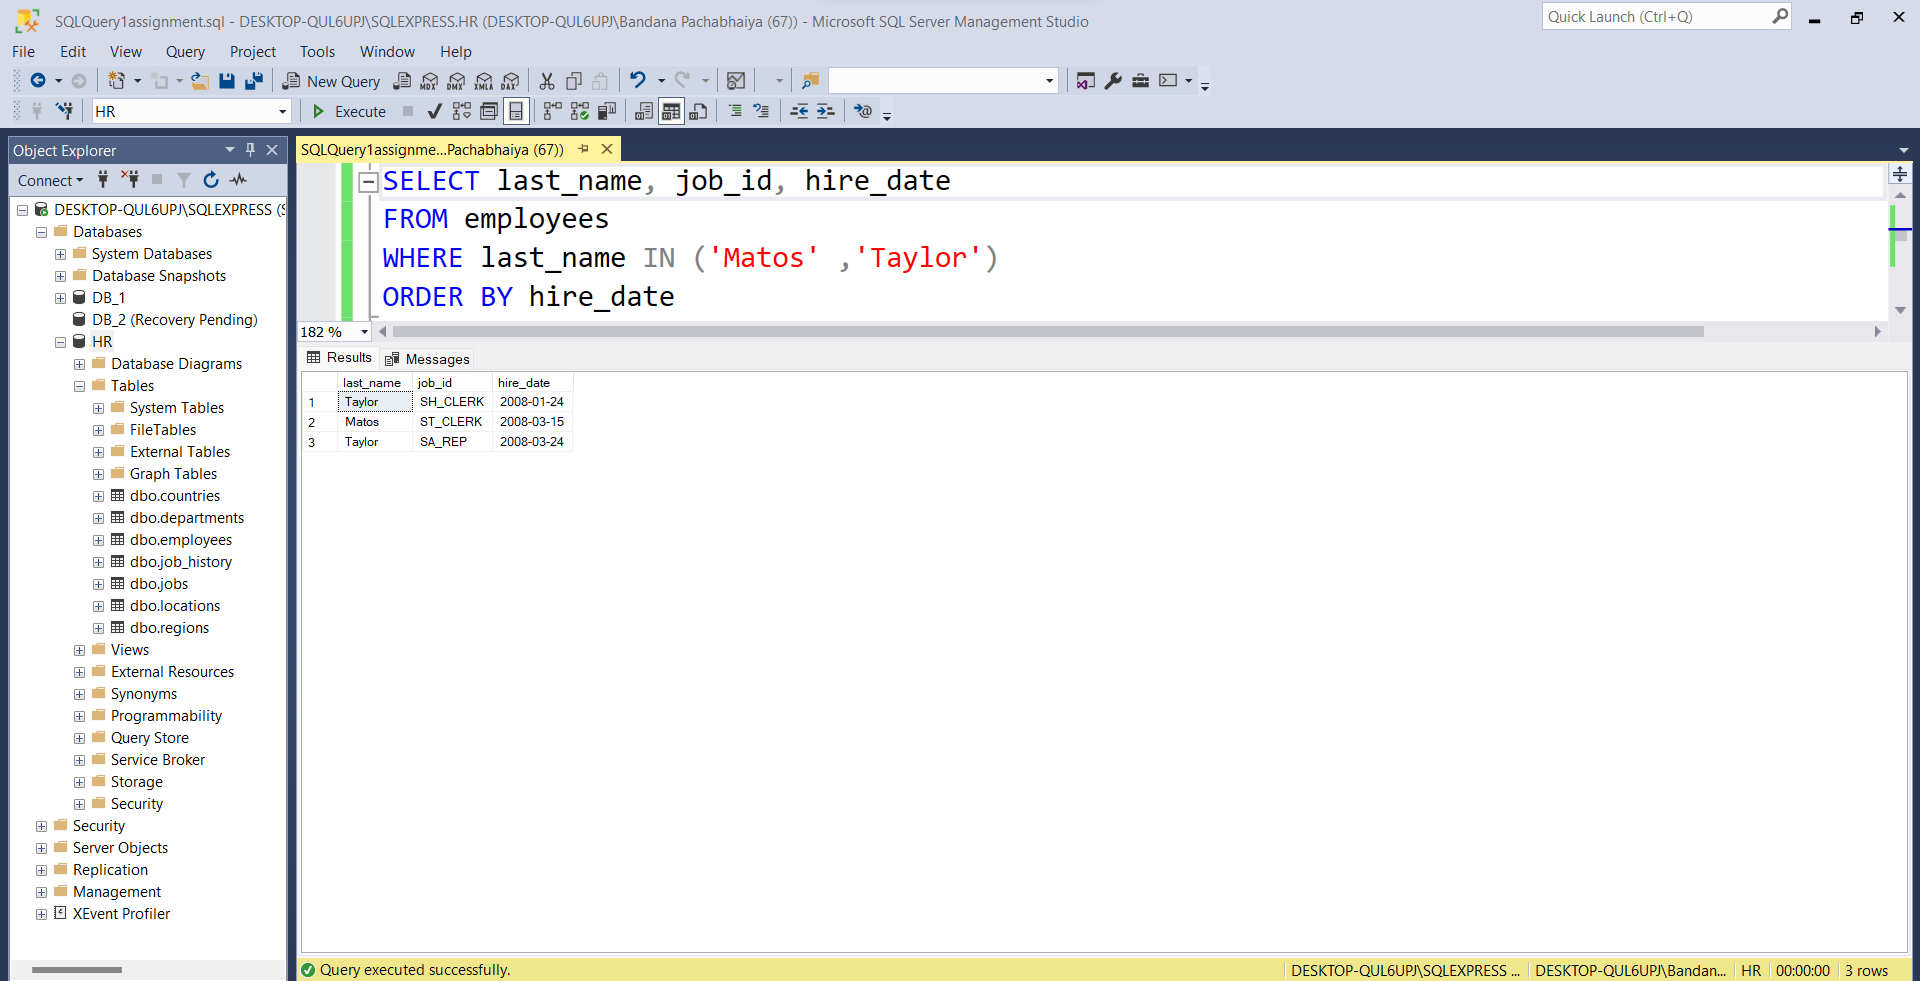 SQLQuery1assignment.sql - DESKTOP-QUL6UPJ\SQLEXPRESS.HR (DESKTOP-QUL6UPJ\Bandana Pachabhaiya (67)) - Microsoft SQL Server Management Studio
Quick Launch (Ctrl+Q)
File Edit View Query Project Tools Window Help
New Query
MDX DMX XMLA DAX
HR
Execute
Object Explorer
SQLQuery1assignme...Pachabhaiya (67))
Connect
DESKTOP-QUL6UPJ\SQLEXPRESS (S
Databases
System Databases
Database Snapshots
DB_1
DB_2 (Recovery Pending)
HR
Database Diagrams
Tables
System Tables
FileTables
External Tables
Graph Tables
dbo.countries
dbo.departments
dbo.employees
dbo.job_history
dbo.jobs
dbo.locations
dbo.regions
Views
External Resources
Synonyms
Programmability
Query Store
Service Broker
Storage
Security
Security
Server Objects
Replication
Management
XEvent Profiler
SELECT last_name, job_id, hire_date
FROM employees
WHERE last_name IN ('Matos' ,'Taylor')
ORDER BY hire_date
182 %
Results Messages
last_name job_id hire_date
1 Taylor SH_CLERK 2008-01-24
2 Matos ST_CLERK 2008-03-15
3 Taylor SA_REP 2008-03-24
Query executed successfully.
DESKTOP-QUL6UPJ\SQLEXPRESS ... DESKTOP-QUL6UPJ\Bandan... HR 00:00:00 3 rows